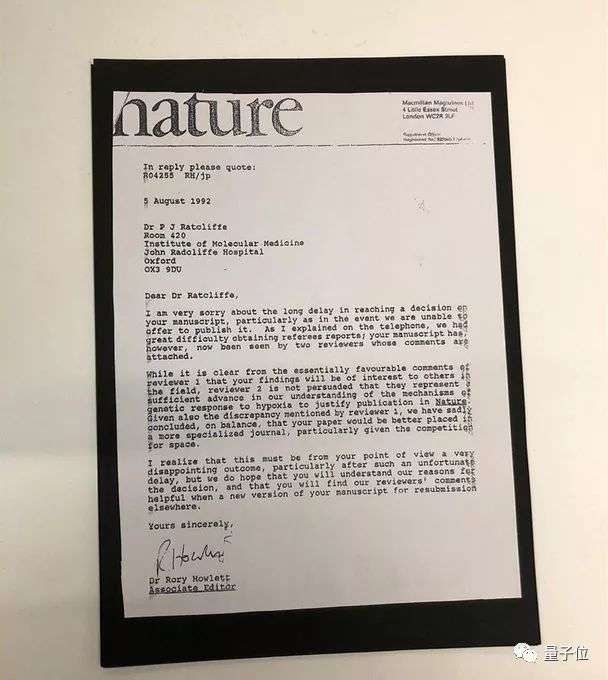 nature
Macmillan Magazines Ltd
4 Little Essex Street
London WC2R 3LF
Registered Office
In reply please quote:
R04255 RH/jp
5 August 1992
Dr P J Ratcliffe
Room 420
Institute of Molecular Medicine
John Radcliffe Hospital
Oxford
OX3 9DU
Dear Dr Ratcliffe,
I am very sorry about the long delay in reaching a decision on
your manuscript, particularly as in the event we are unable to
offer to publish it. As I explained on the telephone, we had
great difficulty obtaining referees reports; your manuscript has,
however, now been seen by two reviewers whose comments are
attached.
While it is clear from the essentially favourable comments of
reviewer 1 that your findings will be of interest to others in
the field, reviewer 2 is not persuaded that they represent a
sufficient advance in our understanding of the mechanisms of
genetic response to hypoxia to justify publication in Nature.
given also the discrepancy mentioned by reviewer 1, we have sadly
concluded, on balance, that your paper would be better placed in
a more specialized journal, particularly given the competition
for space.
I realize that this must be from your point of view a very
disappointing outcome, particularly after such an unfortunate
delay, but we do hope that you will understand our reasons for
the decision, and that you will find our reviewers' comments
helpful when a new version of your manuscript for resubmission
elsewhere.
Yours sincerely,
R Howlett
Dr Rory Howlett
Associate Editor
量子位